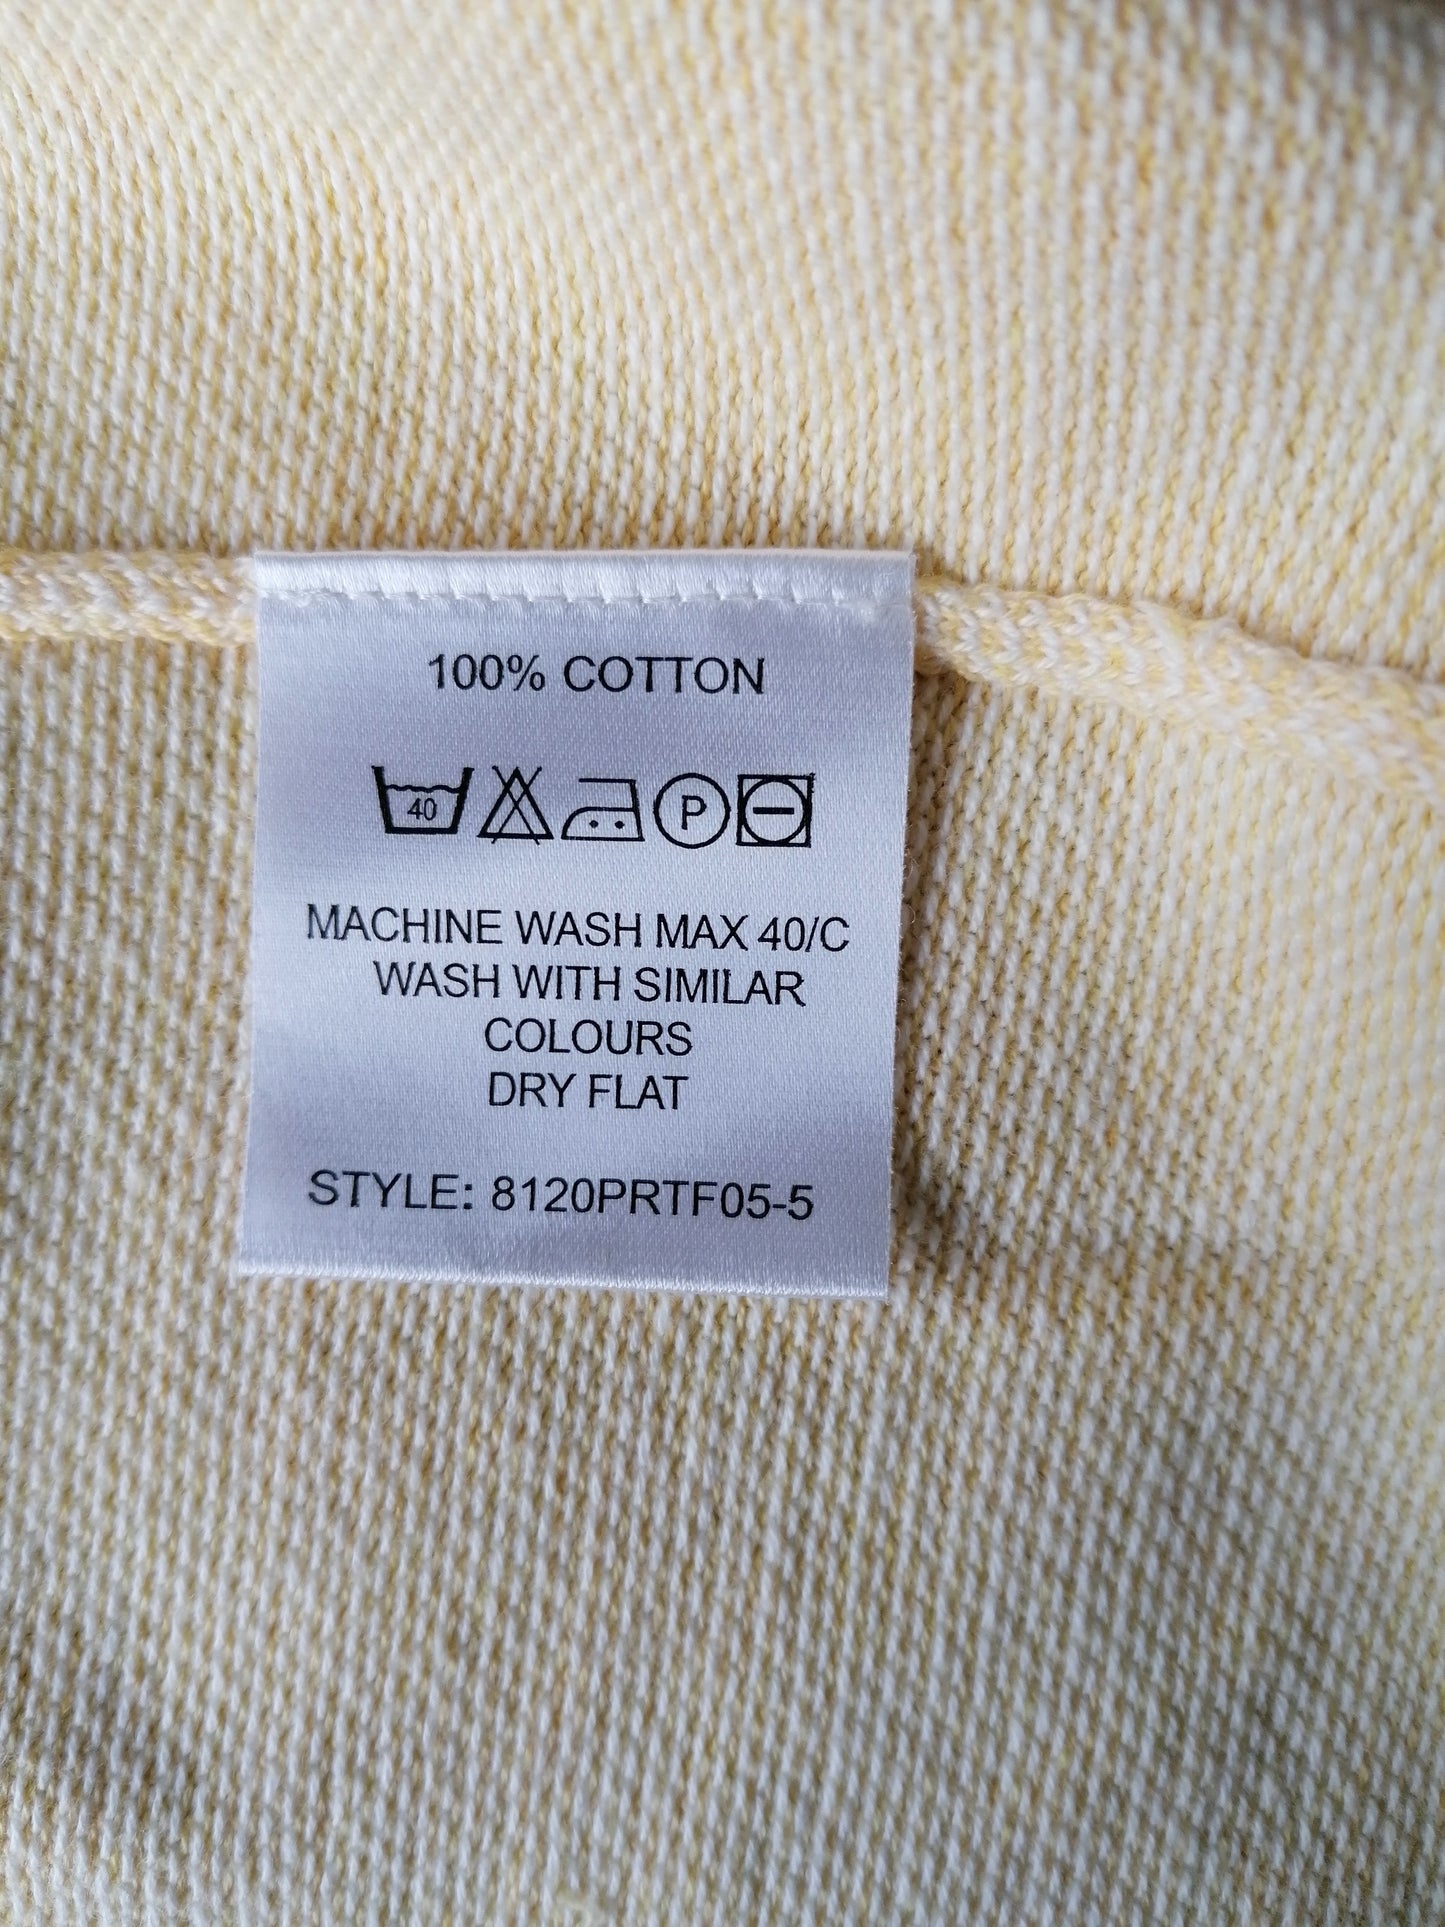 100% COTTON
40 P
MACHINE WASH MAX 40/C
WASH WITH SIMILAR
COLOURS
DRY FLAT
STYLE: 8120PRTF05-5